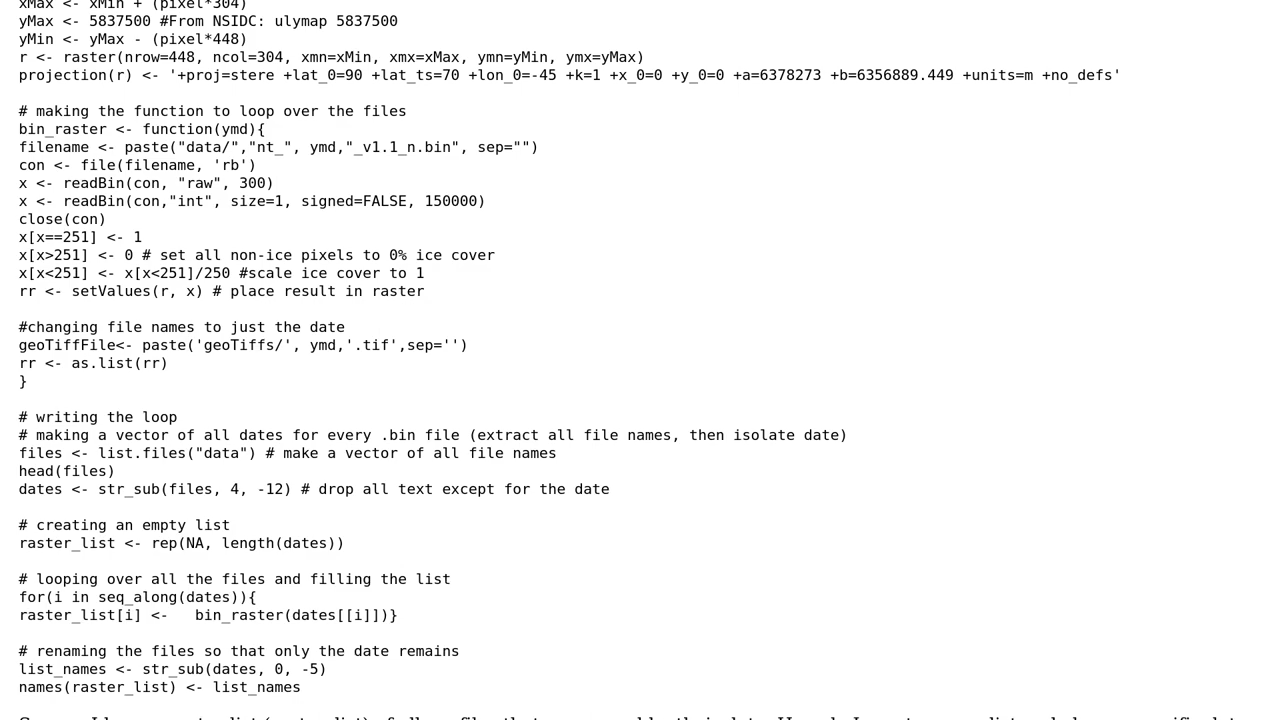 xMax <- xMin + (pixel*304)
yMax <- 5837500 #From NSIDC: ulymap 5837500
yMin <- yMax - (pixel*448)
r <- raster(nrow=448, ncol=304, xmn=xMin, xmx=xMax, ymn=yMin, ymx=yMax)
projection(r) <- '+proj=stere +lat_0=90 +lat_ts=70 +lon_0=-45 +k=1 +x_0=0 +y_0=0 +a=6378273 +b=6356889.449 +units=m +no_defs'

# making the function to loop over the files
bin_raster <- function(ymd){
filename <- paste("data/","nt_", ymd,"_v1.1_n.bin", sep="")
con <- file(filename, 'rb')
x <- readBin(con, "raw", 300)
x <- readBin(con,"int", size=1, signed=FALSE, 150000)
close(con)
x[x==251] <- 1
x[x>251] <- 0 # set all non-ice pixels to 0% ice cover
x[x<251] <- x[x<251]/250 #scale ice cover to 1
rr <- setValues(r, x) # place result in raster

#changing file names to just the date
geoTiffFile<- paste('geoTiffs/', ymd,'.tif',sep='')
rr <- as.list(rr)
}

# writing the loop
# making a vector of all dates for every .bin file (extract all file names, then isolate date)
files <- list.files("data") # make a vector of all file names
head(files)
dates <- str_sub(files, 4, -12) # drop all text except for the date

# creating an empty list
raster_list <- rep(NA, length(dates))

# looping over all the files and filling the list
for(i in seq_along(dates)){
raster_list[i] <-   bin_raster(dates[[i]])}

# renaming the files so that only the date remains
list_names <- str_sub(dates, 0, -5)
names(raster_list) <- list_names